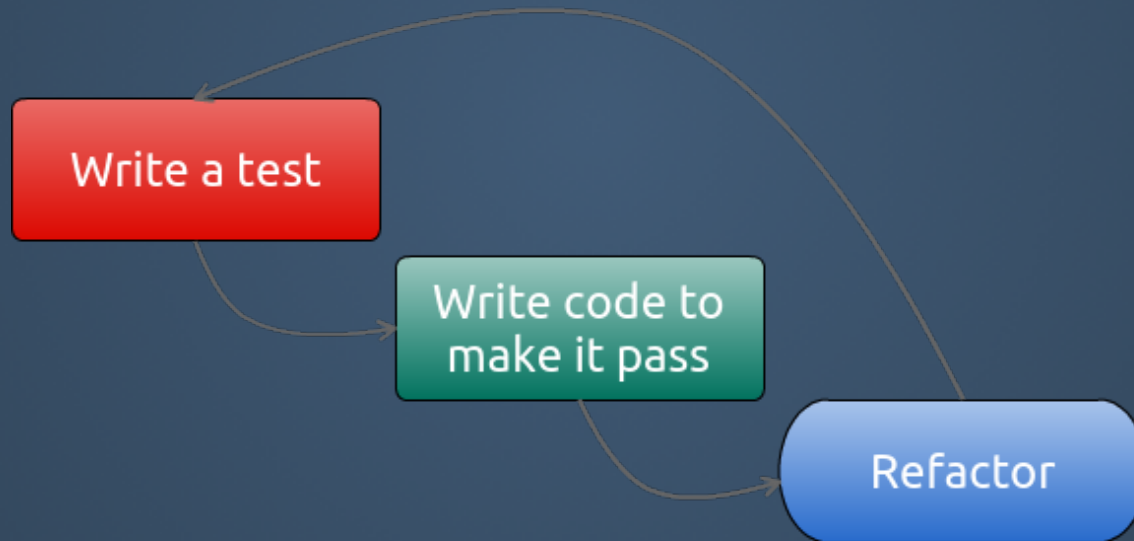 Write a test
Write code to
make it pass
Refactor